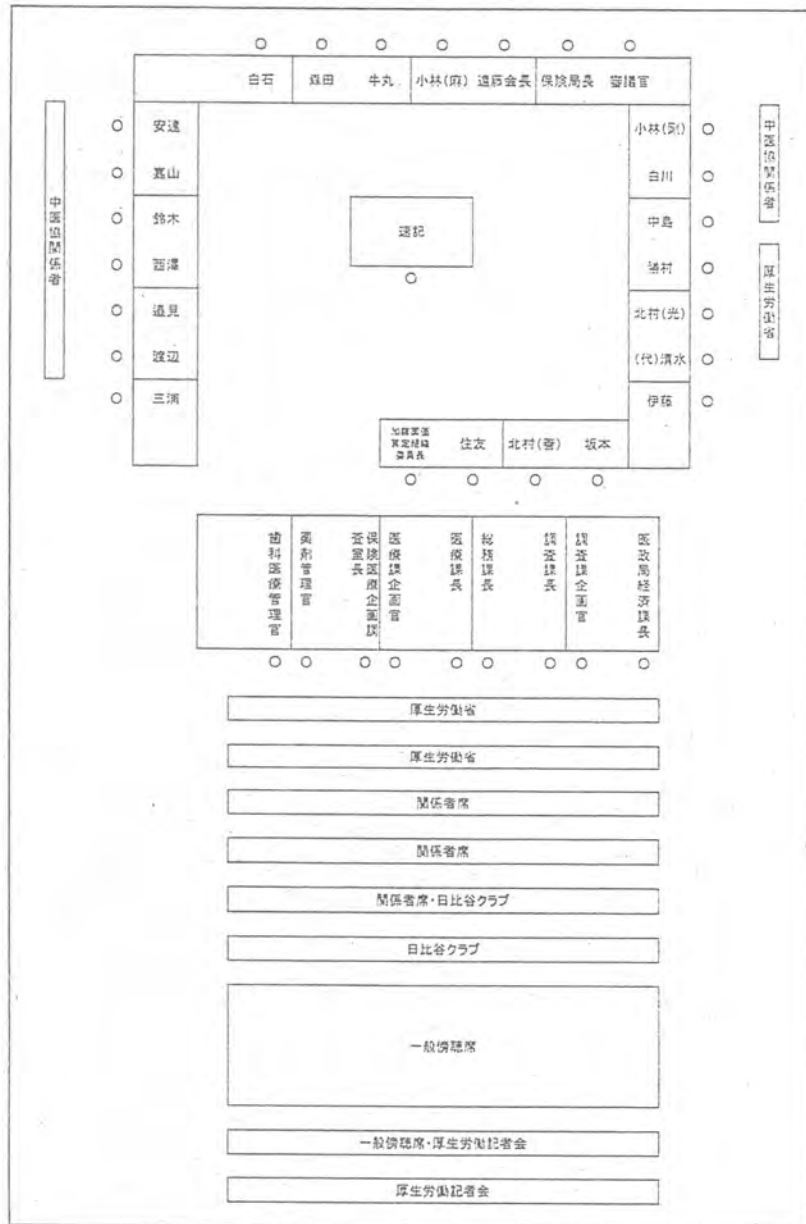 白石 森田 牛丸 小林(麻) 遠藤会長 保険局長 審議官
中医協関係者
安達
嘉山
鈴木
西澤
邉見
渡辺
三浦
速記
小林(剛)
白川
中島
勝村
北村(光)
(代)清水
伊藤
中医協関係者
厚生労働省
保険医療企画調
査室長
住友 北村(善) 坂本
歯科医療管理官
薬剤管理官
医療課企画官
医療課長
総務課長
調査課長
調査課企画官
医政局経済課長
厚生労働省
厚生労働省
関係者席
関係者席
関係者席・日比谷クラブ
日比谷クラブ
一般傍聴席
一般傍聴席・厚生労働記者会
厚生労働記者会